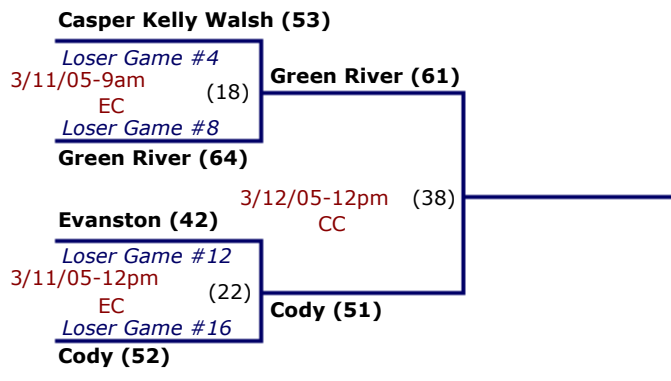 Casper Kelly Walsh (53)
Loser Game #4
3/11/05-9am
EC
(18)
Loser Game #8
Green River (64)
Green River (61)
3/12/05-12pm
CC
(38)
Evanston (42)
Loser Game #12
3/11/05-12pm
EC
(22)
Loser Game #16
Cody (52)
Cody (51)